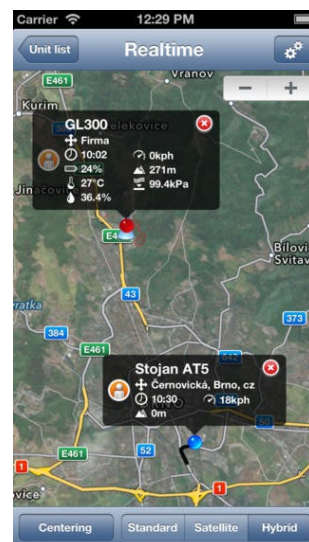 Carrier 12:29 PM
Unit list Realtime
E461 Vranov
− +
Kurim
GL300
Firma
10:02 0kph
24% 271m
27°C 99.4kPa
36.4%
E4
43
384
373
E461
Stojan AT5
Černovická, Brno, cz
10:30 18kph
0m
50
E461 52
1
1
Centering Standard Satellite Hybrid